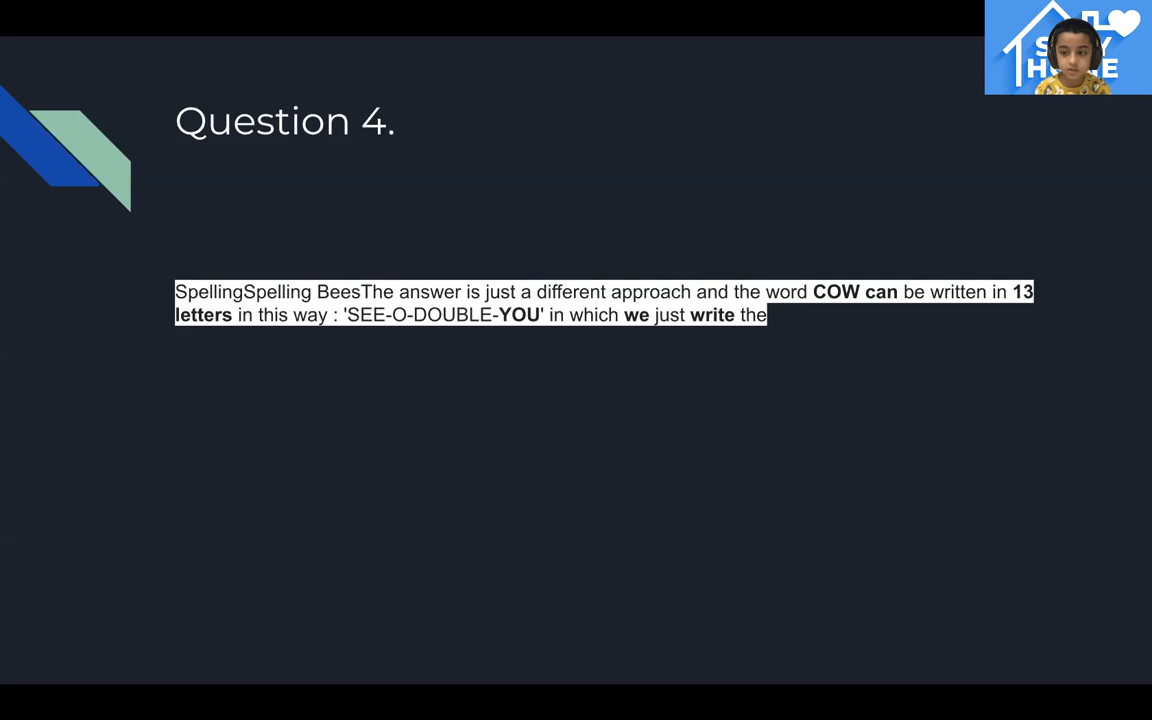 Question 4.
SpellingSpelling BeesThe answer is just a different approach and the word COW can be written in 13
letters in this way : 'SEE-O-DOUBLE-YOU' in which we just write the